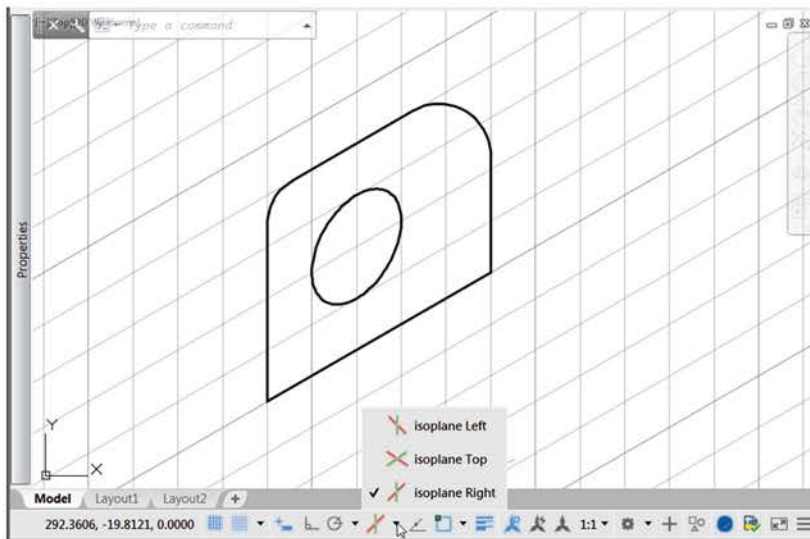 Type a command
Properties
Y
X
isoplane Left
isoplane Top
isoplane Right
Model Layout1 Layout2 +
292.3606, -19.8121, 0.0000 1:1